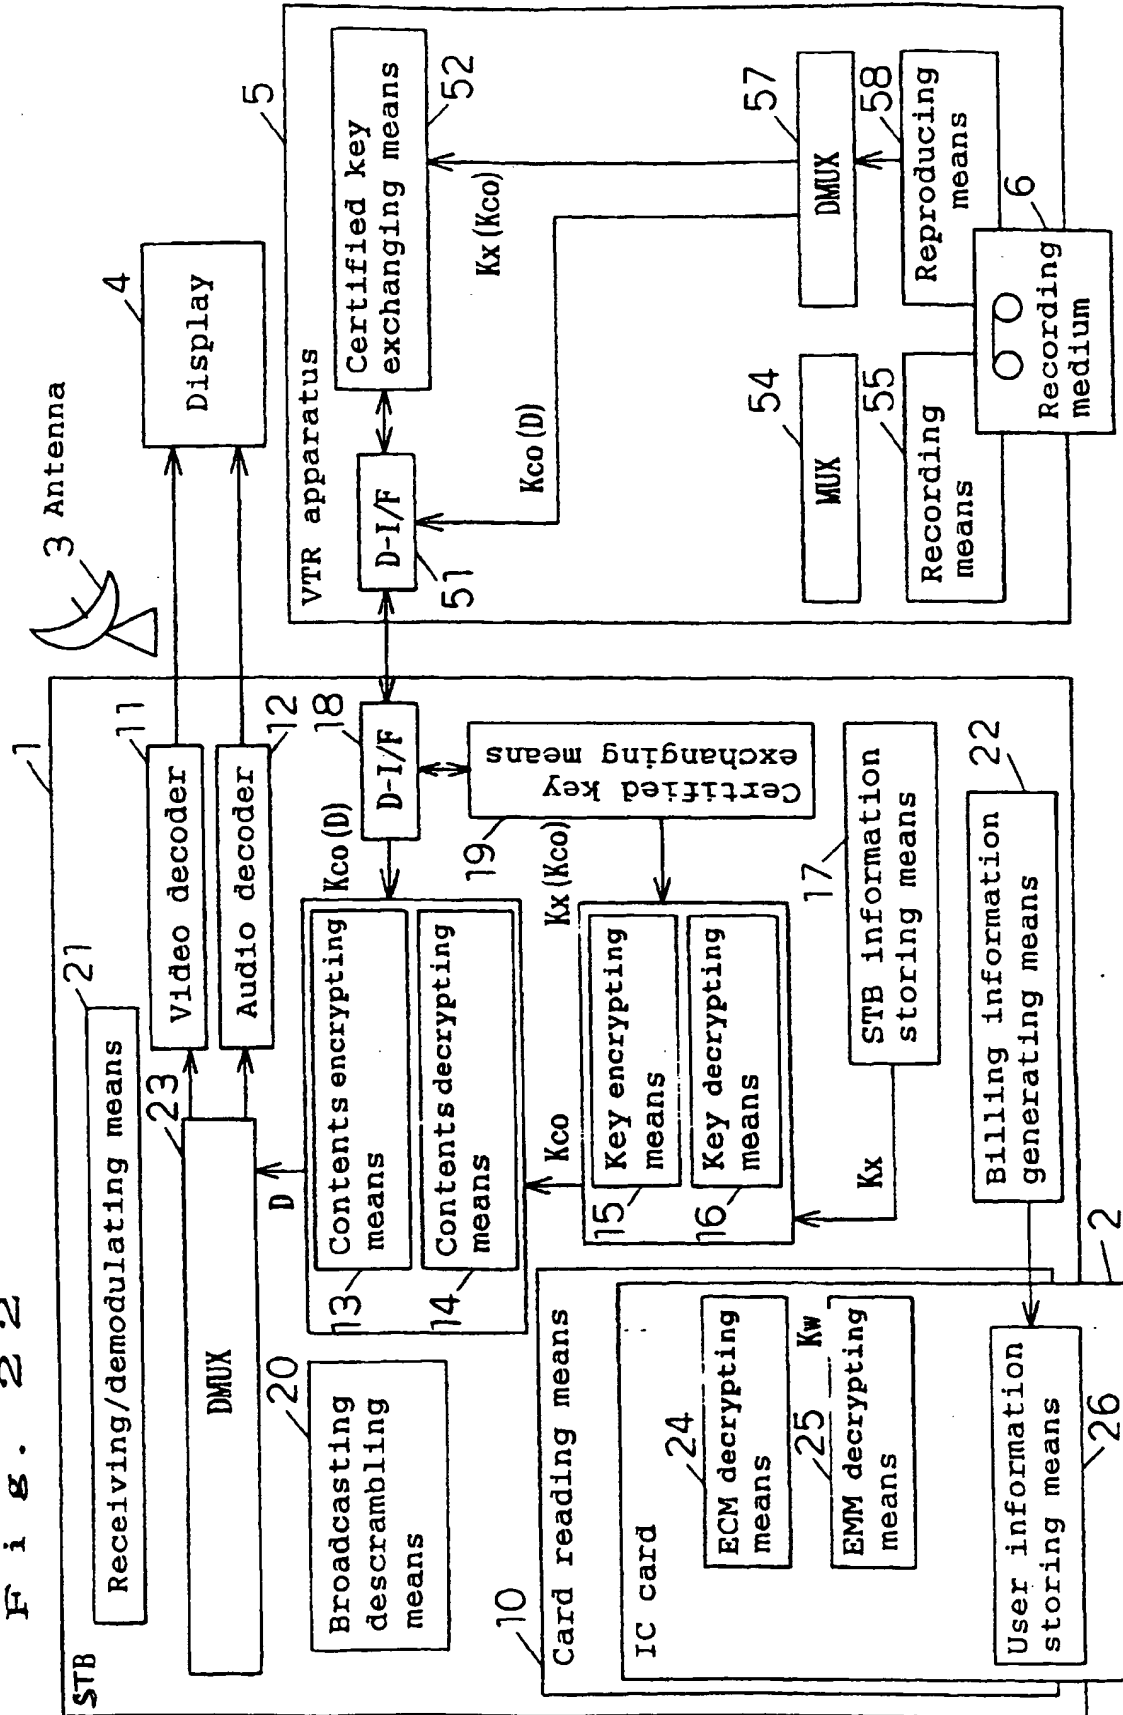 Fig. 22
STB
1
Receiving/demodulating means
21
DMUX
23
Video decoder
11
Audio decoder
12
3 Antenna
Display
4
Broadcasting
descrambling
means
20
D
Contents encrypting
means
13
Contents decrypting
means
14
Kco(D)
D-I/F
18
Certified key
exchanging means
19
Kx(Kco)
Kco
Key encrypting
means
15
Key decrypting
means
16
Kx
STB information
storing means
17
Billing information
generating means
22
Card reading means
10
IC card
2
ECM decrypting
means
24
Kw
EMM decrypting
means
25
User information
storing means
26
VTR apparatus
5
D-I/F
51
Certified key
exchanging means
52
Kx(Kco)
Kco(D)
MUX
54
DMUX
57
Recording
means
55
Reproducing
means
58
Recording
medium
6